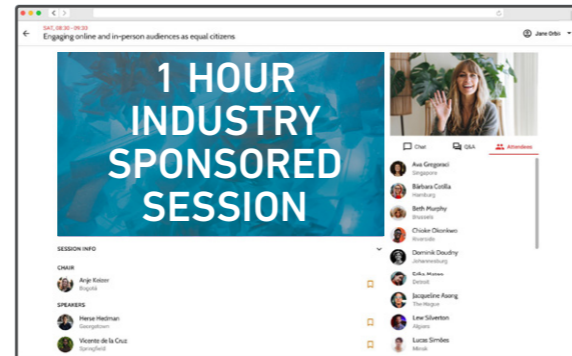 SAT, 08:30 - 09:30
Engaging online and in-person audiences as equal citizens
Jane Orbin
1 HOUR
INDUSTRY
SPONSORED
SESSION
Chat
Q&A
Attendees
Ava Gregoraci
Singapore
Bárbara Cotilla
Hamburg
Beth Murphy
Brussels
Chioke Okonkwo
Riverside
Dominik Doudny
Johannesburg
Detroit
Jacqueline Asong
The Hague
Lew Silverton
Lucas Simões
Minsk
SESSION INFO
CHAIR
Anje Keizer
Bogotá
SPEAKERS
Herse Hedman
Georgetown
Vicente de la Cruz
Springfield